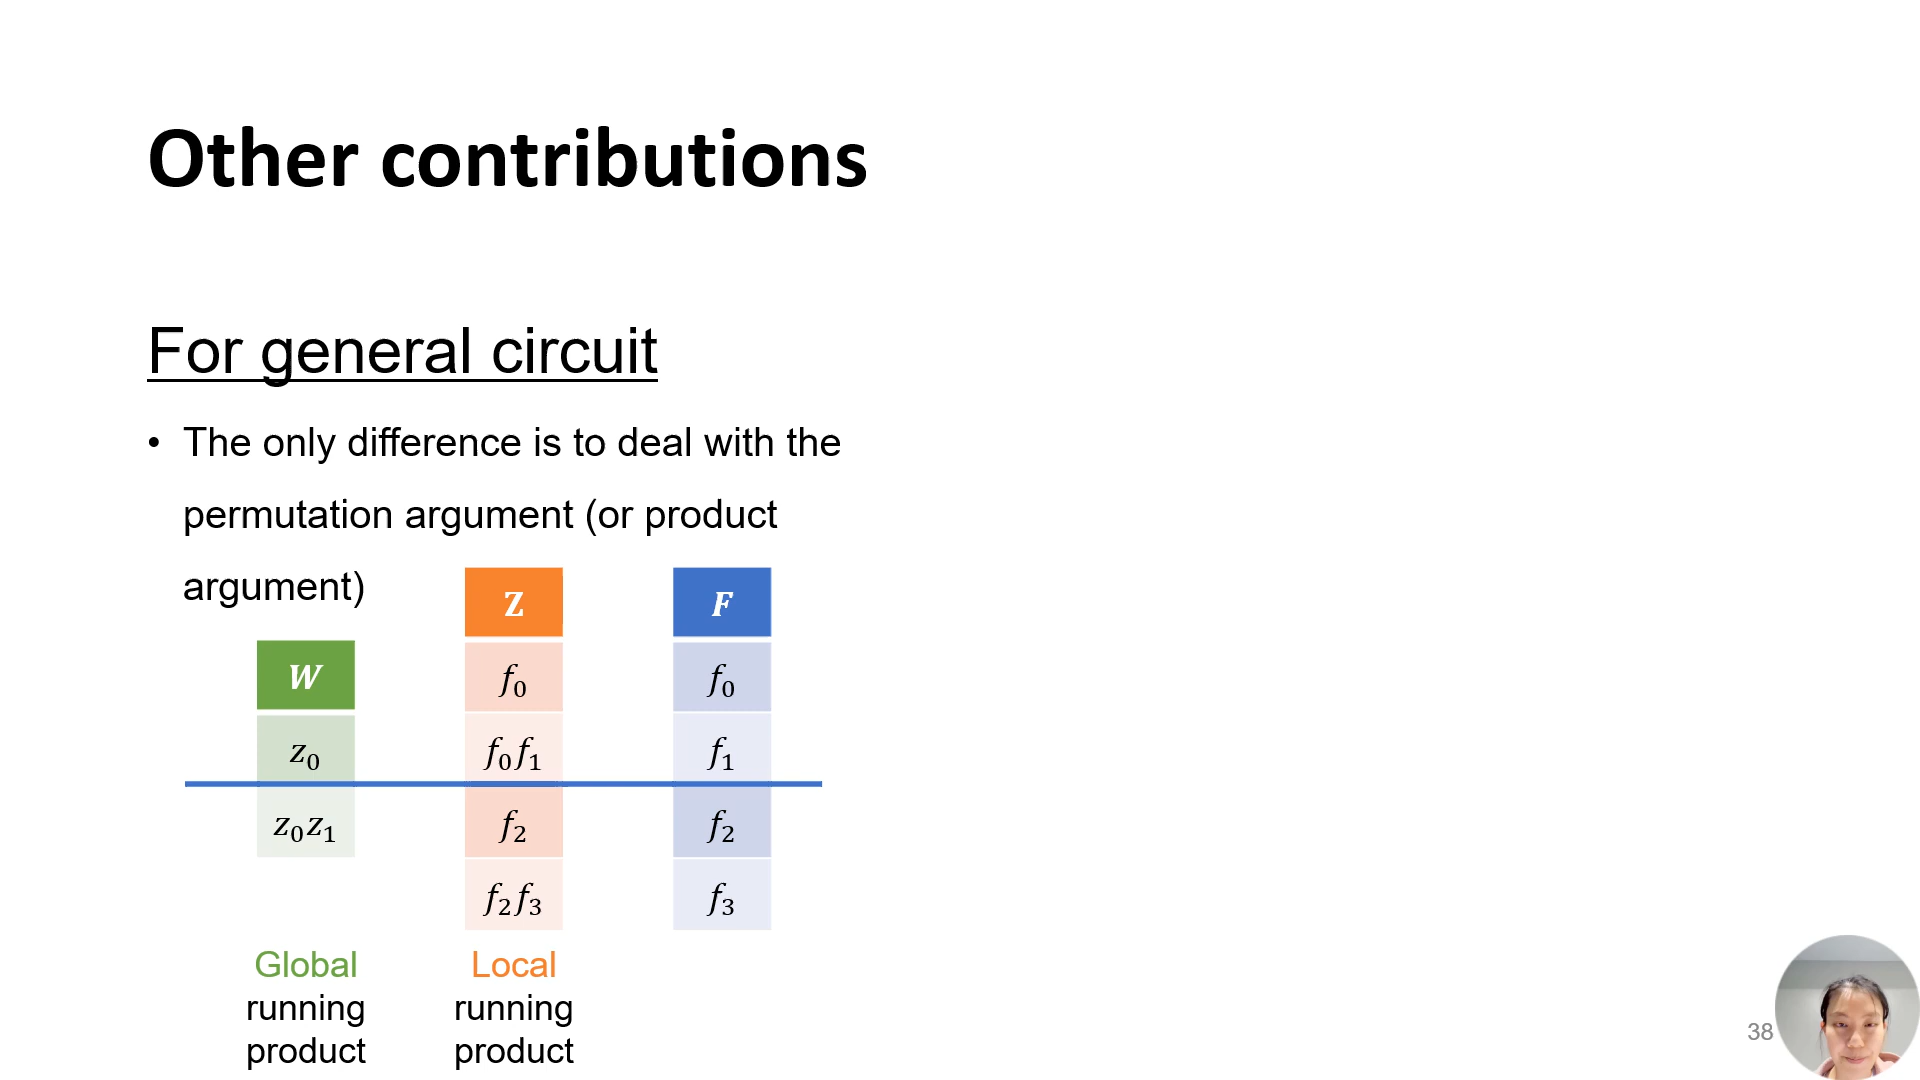 Other contributions
For general circuit
• The only difference is to deal with the
permutation argument (or product
argument)
W
z₀
z₀z₁
Global
running
product
Z
f₀
f₀f₁
f₂
f₂f₃
Local
running
product
F
f₀
f₁
f₂
f₃
38